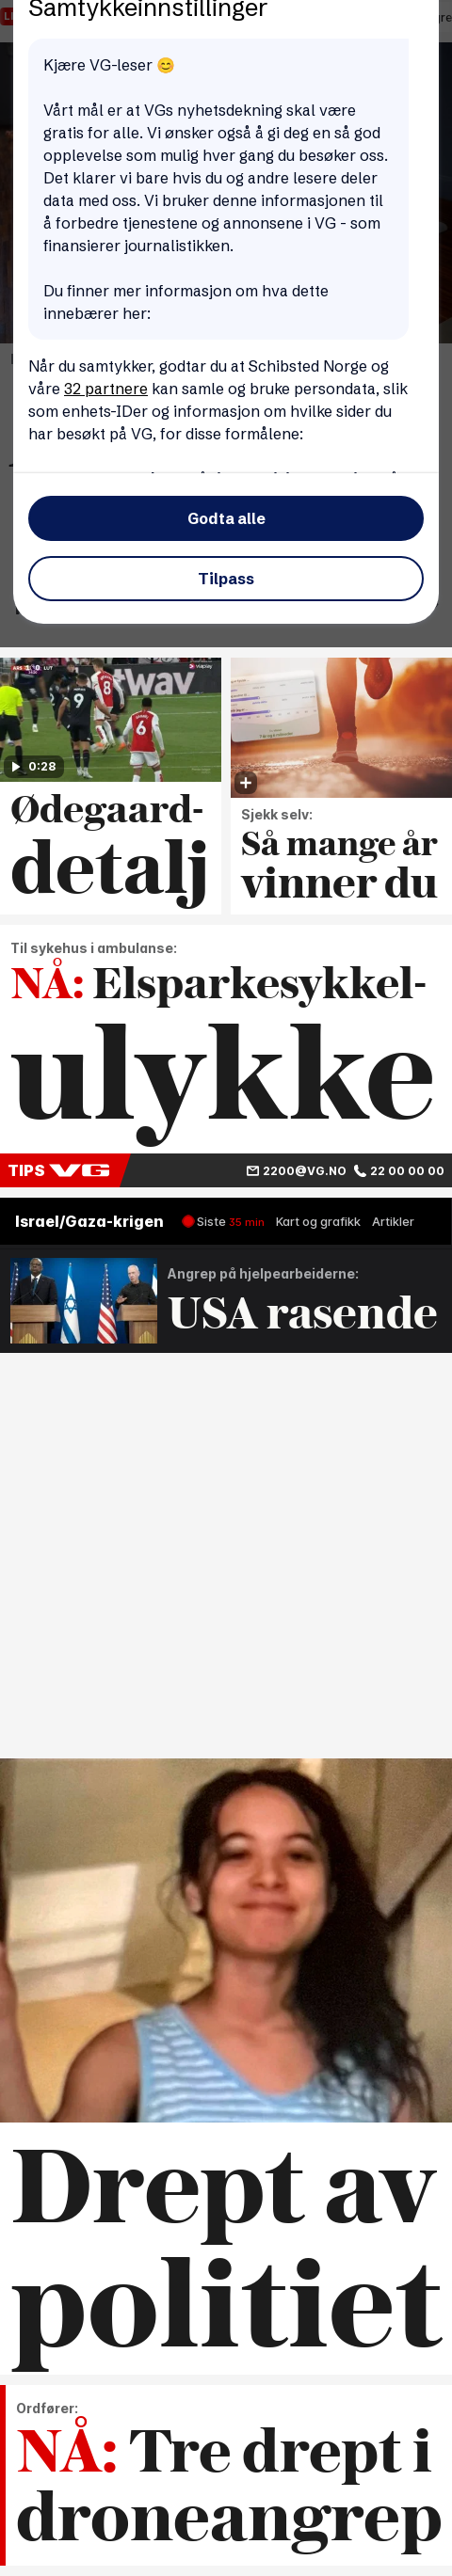 Samtykkeinnstillinger
Kjære VG-leser 😊
Vårt mål er at VGs nyhetsdekning skal være
gratis for alle. Vi ønsker også å gi deg en så god
opplevelse som mulig hver gang du besøker oss.
Det klarer vi bare hvis du og andre lesere deler
data med oss. Vi bruker denne informasjonen til
å forbedre tjenestene og annonsene i VG - som
finansierer journalistikken.
Du finner mer informasjon om hva dette
innebærer her:
Når du samtykker, godtar du at Schibsted Norge og
våre 32 partnere kan samle og bruke persondata, slik
som enhets-IDer og informasjon om hvilke sider du
har besøkt på VG, for disse formålene:
Godta alle
Tilpass
ARS 1 0 LUT
viaplay
0:28
Ødegaard-
detalj
Sjekk selv:
Så mange år
vinner du
Til sykehus i ambulanse:
NÅ: Elsparkesykkel-
ulykke
TIPS VG
2200@VG.NO 22 00 00 00
Israel/Gaza-krigen Siste 35 min Kart og grafikk Artikler
Angrep på hjelpearbeiderne:
USA rasende
Drept av
politiet
Ordfører:
NÅ: Tre drept i
droneangrep